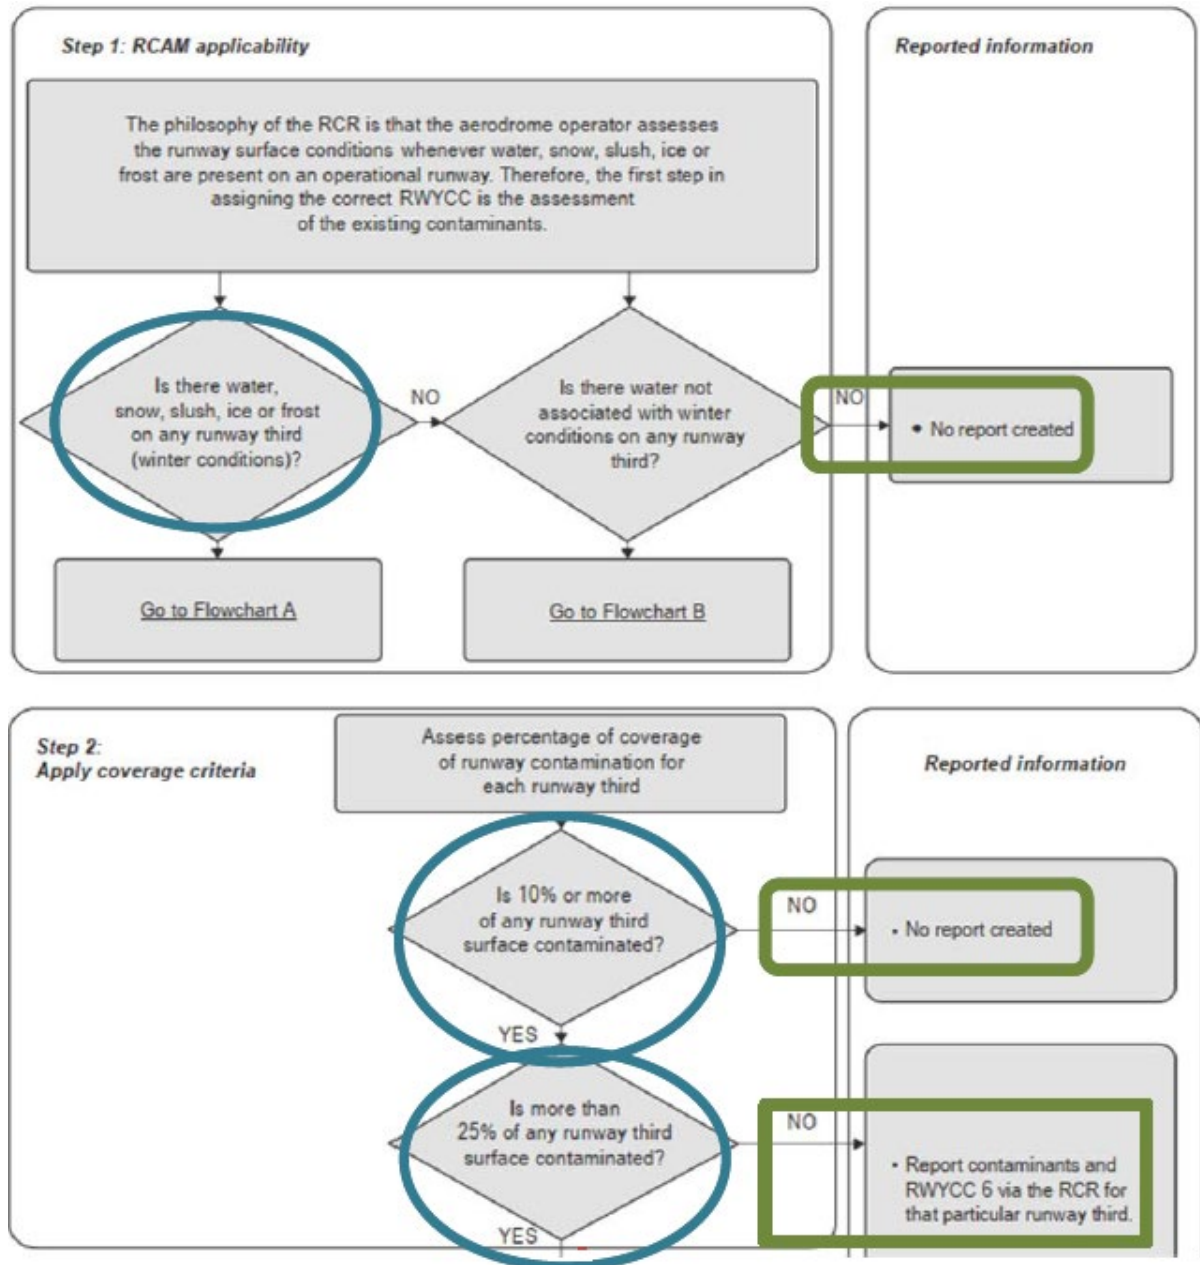 Step 1: RCAM applicability
Reported information
The philosophy of the RCR is that the aerodrome operator assesses
the runway surface conditions whenever water, snow, slush, ice or
frost are present on an operational runway. Therefore, the first step in
assigning the correct RWYCC is the assessment
of the existing contaminants.
Is there water,
snow, slush, ice or frost
on any runway third
(winter conditions)?
NO
Is there water not
associated with winter
conditions on any runway
third?
NO
• No report created
Go to Flowchart A
Go to Flowchart B
Step 2:
Apply coverage criteria
Assess percentage of coverage
of runway contamination for
each runway third
Reported information
Is 10% or more
of any runway third
surface contaminated?
NO
• No report created
YES
Is more than
25% of any runway third
surface contaminated?
NO
• Report contaminants and
RWYCC 6 via the RCR for
that particular runway third.
YES